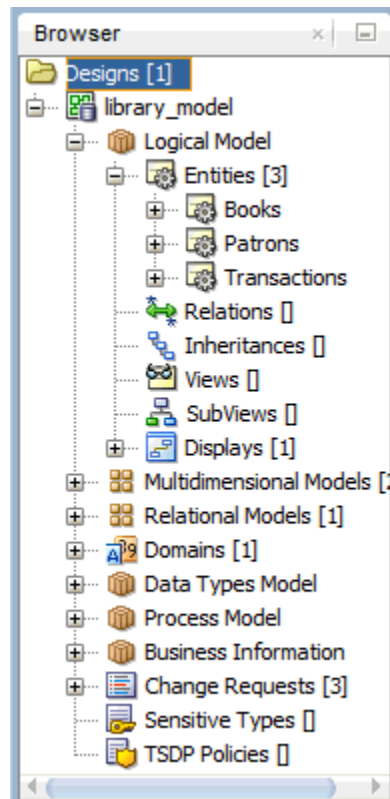 Browser
Designs [1]
library_model
Logical Model
Entities [3]
Books
Patrons
Transactions
Relations []
Inheritances []
Views []
SubViews []
Displays [1]
Multidimensional Models [
Relational Models [1]
Domains [1]
Data Types Model
Process Model
Business Information
Change Requests [3]
Sensitive Types []
TSDP Policies []